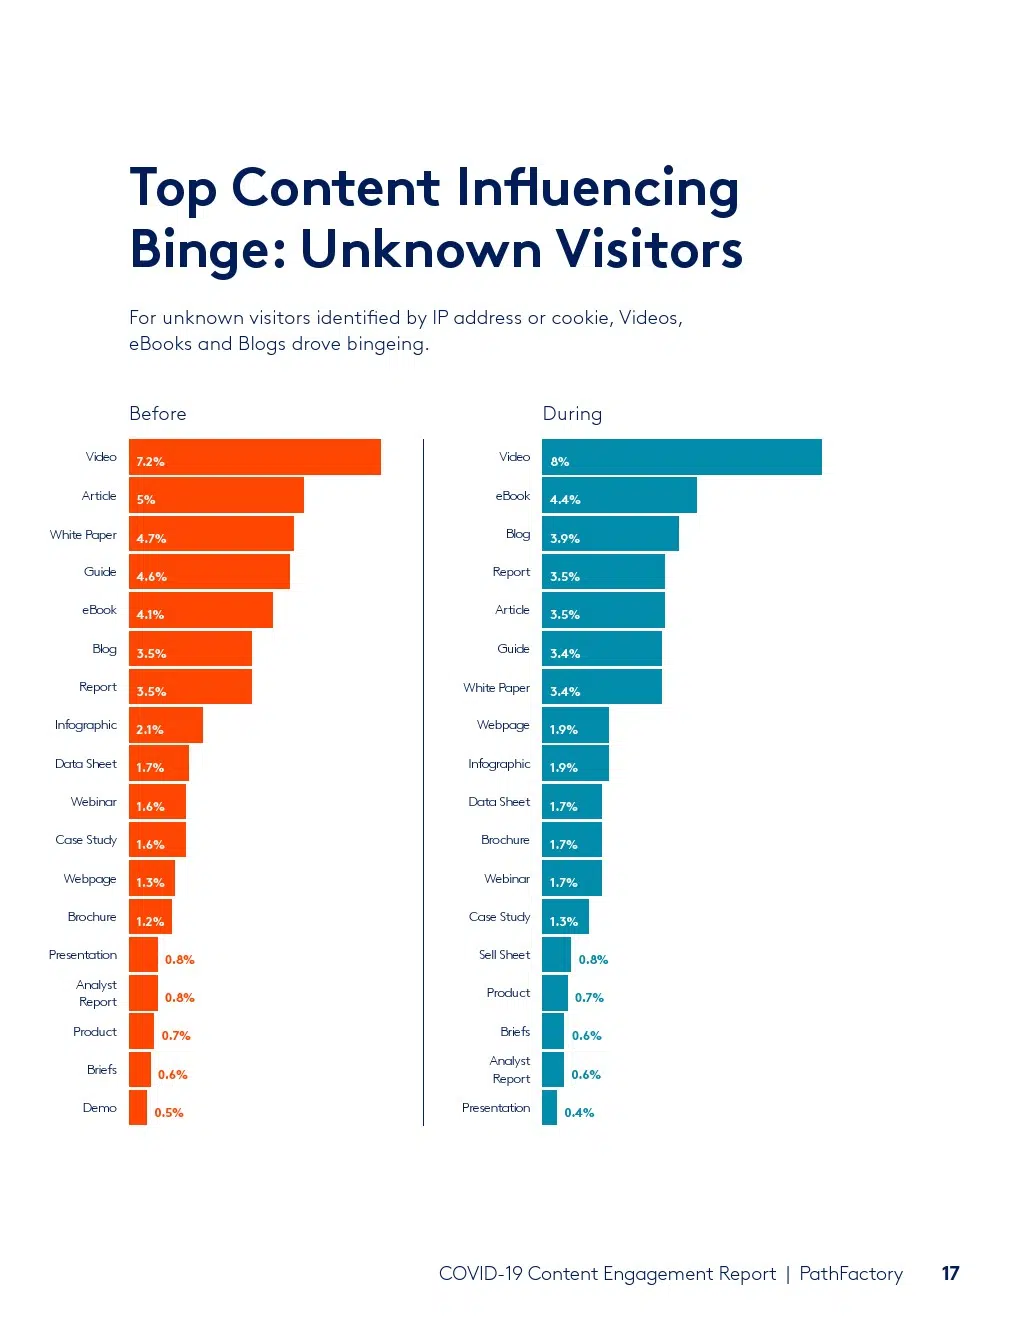 Top Content Influencing
Binge: Unknown Visitors
For unknown visitors identified by IP address or cookie, Videos,
eBooks and Blogs drove bingeing.
Before
Video 7.2%
Article 5%
White Paper 4.7%
Guide 4.6%
eBook 4.1%
Blog 3.5%
Report 3.5%
Infographic 2.1%
Data Sheet 1.7%
Webinar 1.6%
Case Study 1.6%
Webpage 1.3%
Brochure 1.2%
Presentation 0.8%
Analyst
Report 0.8%
Product 0.7%
Briefs 0.6%
Demo 0.5%
During
Video 8%
eBook 4.4%
Blog 3.9%
Report 3.5%
Article 3.5%
Guide 3.4%
White Paper 3.4%
Webpage 1.9%
Infographic 1.9%
Data Sheet 1.7%
Brochure 1.7%
Webinar 1.7%
Case Study 1.3%
Sell Sheet 0.8%
Product 0.7%
Briefs 0.6%
Analyst
Report 0.6%
Presentation 0.4%
COVID-19 Content Engagement Report | PathFactory 17